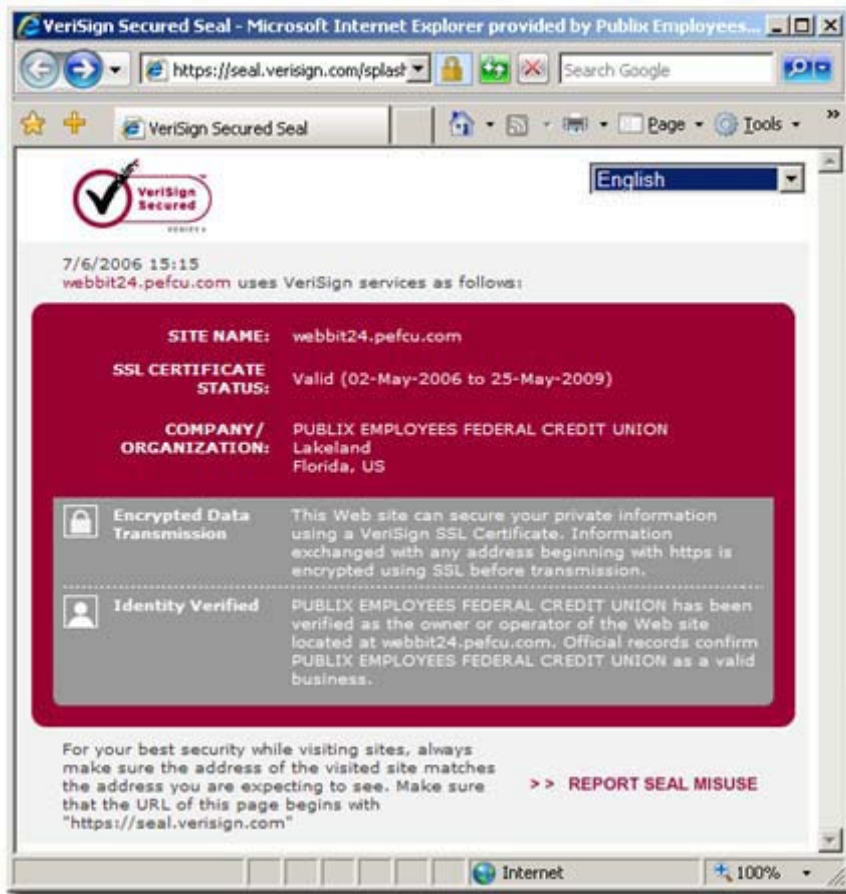 VeriSign Secured Seal - Microsoft Internet Explorer provided by Publix Employees...
https://seal.verisign.com/splash
Search Google
VeriSign Secured Seal
Page
Tools
»
VeriSign
Secured
English
7/6/2006 15:15
webbit24.pefcu.com uses VeriSign services as follows:
SITE NAME: webbit24.pefcu.com
SSL CERTIFICATE
STATUS: Valid (02-May-2006 to 25-May-2009)
COMPANY/ PUBLIX EMPLOYEES FEDERAL CREDIT UNION
ORGANIZATION: Lakeland
Florida, US
Encrypted Data This Web site can secure your private information
Transmission using a VeriSign SSL Certificate. Information
exchanged with any address beginning with https is
encrypted using SSL before transmission.
Identity Verified PUBLIX EMPLOYEES FEDERAL CREDIT UNION has been
verified as the owner or operator of the Web site
located at webbit24.pefcu.com. Official records confirm
PUBLIX EMPLOYEES FEDERAL CREDIT UNION as a valid
business.
For your best security while visiting sites, always
make sure the address of the visited site matches
the address you are expecting to see. Make sure
that the URL of this page begins with
"https://seal.verisign.com"
>> REPORT SEAL MISUSE
Internet
100%